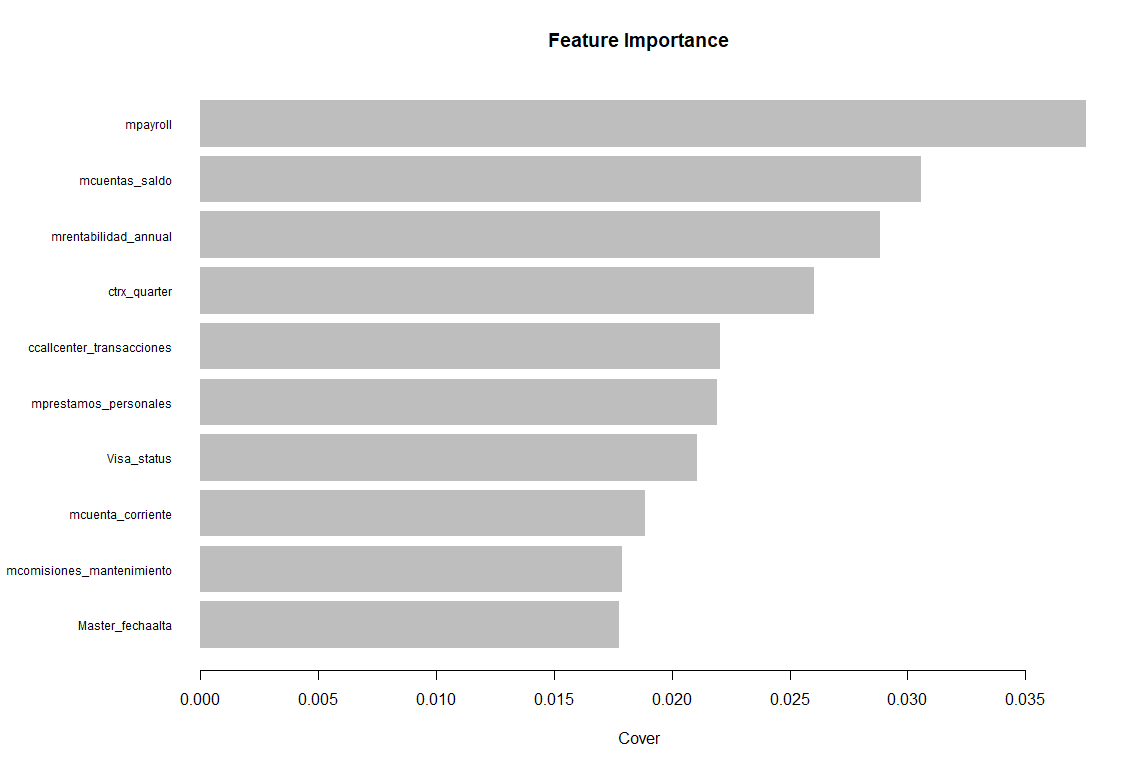 Feature Importance
mpayroll
mcuentas_saldo
mrentabilidad_annual
ctrx_quarter
ccallcenter_transacciones
mprestamos_personales
Visa_status
mcuenta_corriente
mcomisiones_mantenimiento
Master_fechaalta
0.000 0.005 0.010 0.015 0.020 0.025 0.030 0.035
Cover